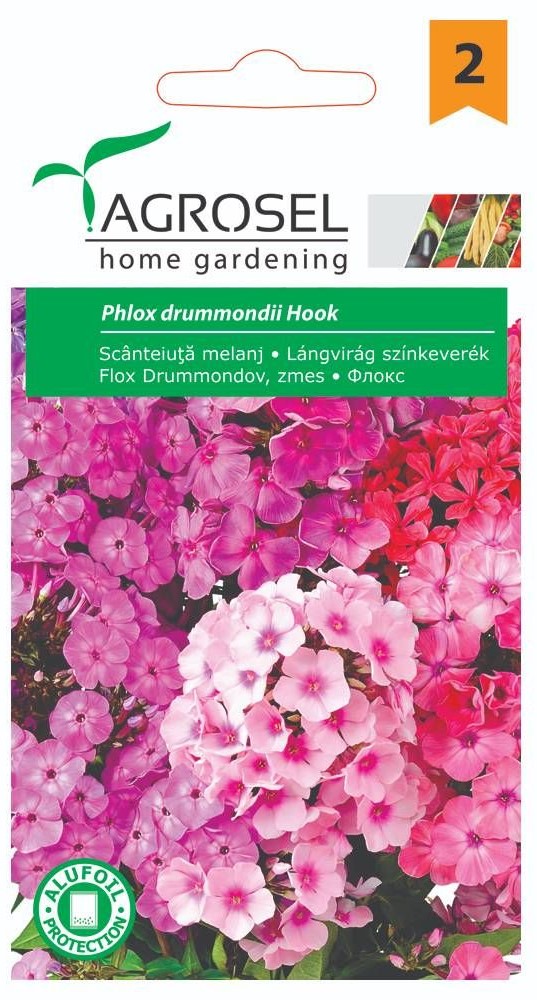 2
AGROSEL
home gardening
Phlox drummondii Hook
Scânteiuţă melanj • Lángvirág színkeverék
Flox Drummondov, zmes • Флокс
ALUFOIL
• PROTECTION •